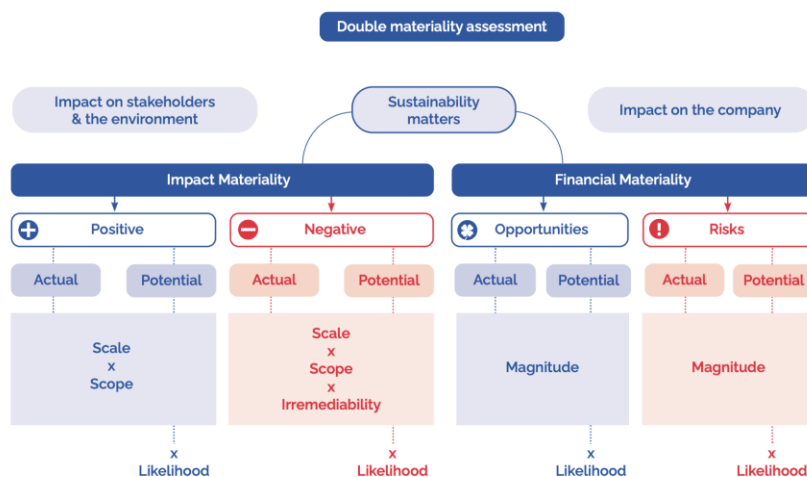 Double materiality assessment
Impact on stakeholders
& the environment
Sustainability
matters
Impact on the company
Impact Materiality
Financial Materiality
Positive
Negative
Opportunities
Risks
Actual
Potential
Actual
Potential
Actual
Potential
Actual
Potential
Scale
x
Scope
Scale
x
Scope
x
Irremediability
Magnitude
Magnitude
x
Likelihood
x
Likelihood
x
Likelihood
x
Likelihood